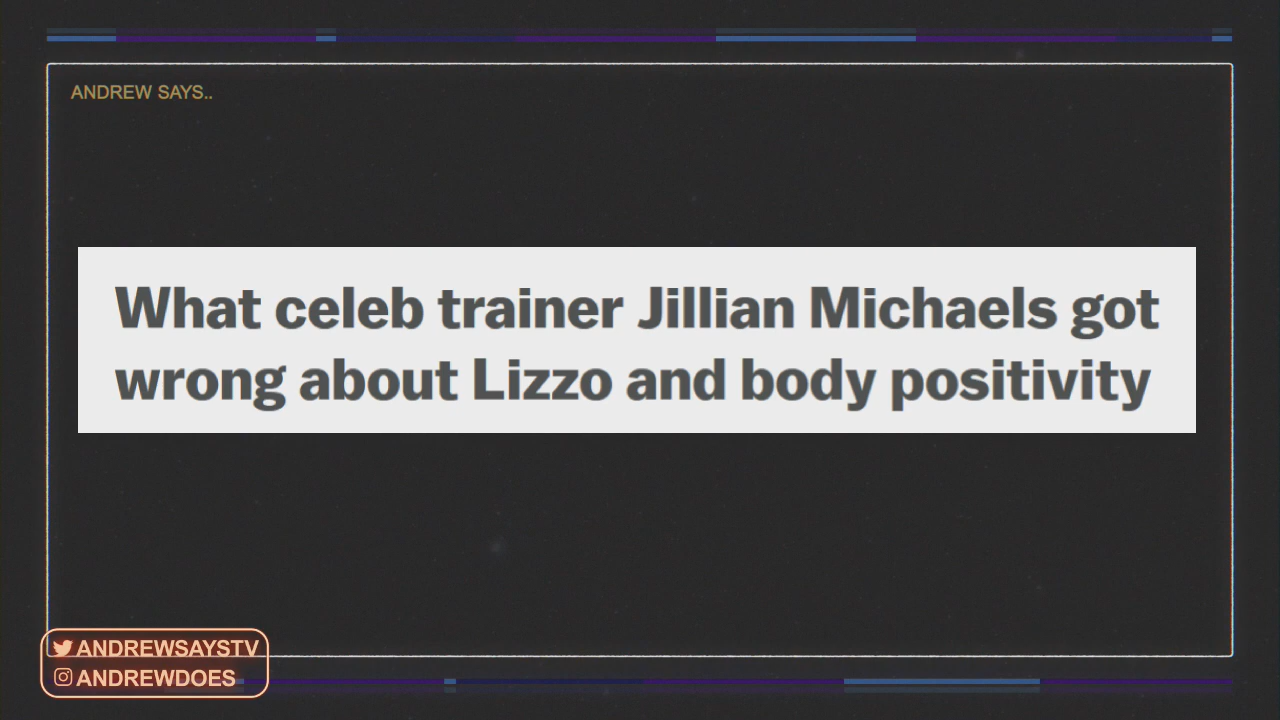 ANDREW SAYS..
What celeb trainer Jillian Michaels got
wrong about Lizzo and body positivity
ANDREWSAYSTV
ANDREWDOES